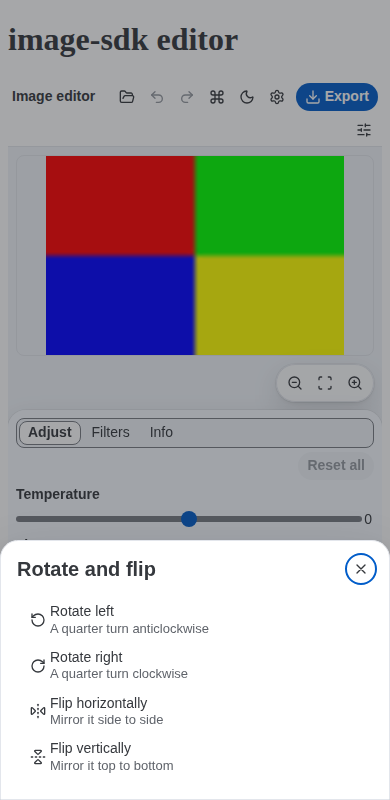 image-sdk editor
Image editor
Export
Adjust Filters Info
Reset all
Temperature
0
Rotate and flip
Rotate left
A quarter turn anticlockwise
Rotate right
A quarter turn clockwise
Flip horizontally
Mirror it side to side
Flip vertically
Mirror it top to bottom